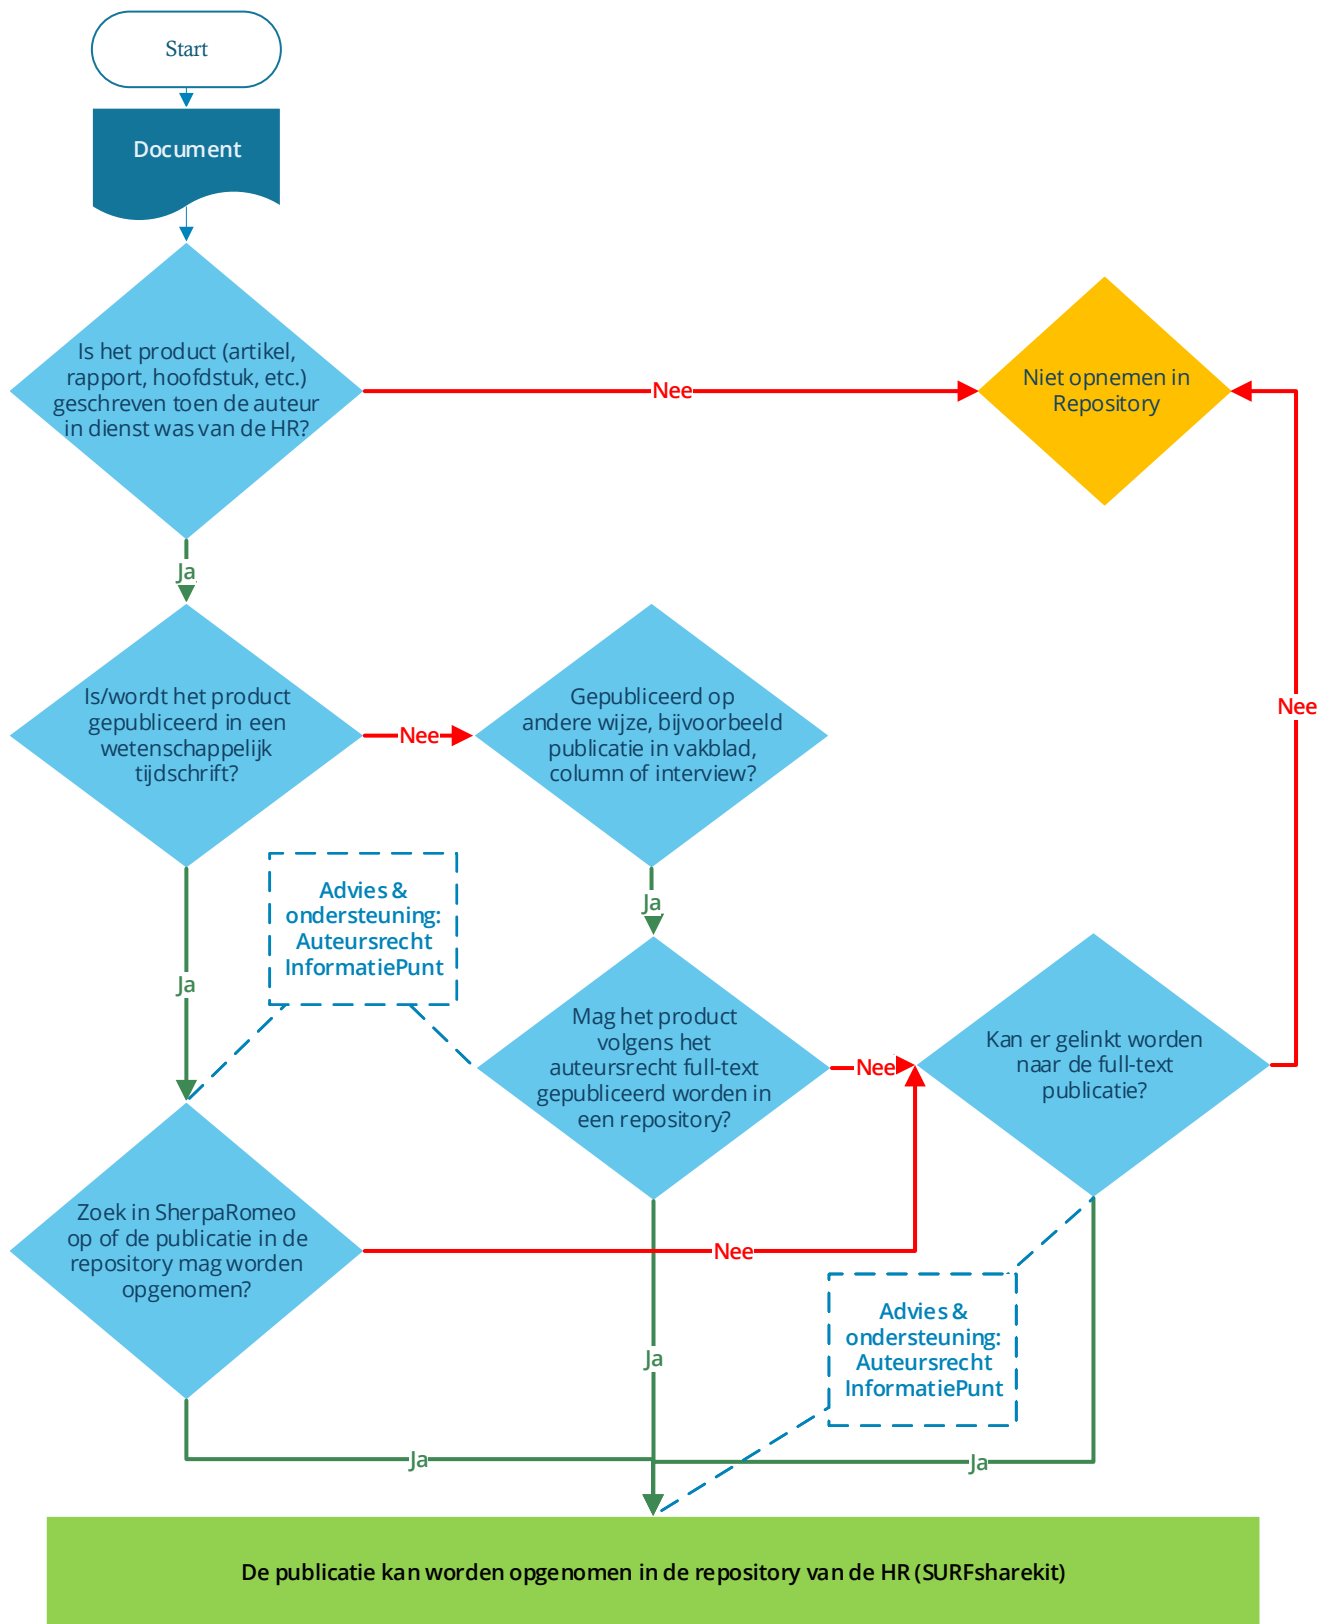 Start
Document
Is het product (artikel,
rapport, hoofdstuk, etc.)
geschreven toen de auteur
in dienst was van de HR?
Nee
Niet opnemen in
Repository
Ja
Is/wordt het product
gepubliceerd in een
wetenschappelijk
tijdschrift?
Nee
Gepubliceerd op
andere wijze, bijvoorbeeld
publicatie in vakblad,
column of interview?
Nee
Advies &
ondersteuning:
Auteursrecht
InformatiePunt
Ja
Ja
Mag het product
volgens het
auteursrecht full-text
gepubliceerd worden in
een repository?
Nee
Kan er gelinkt worden
naar de full-text
publicatie?
Zoek in SherpaRomeo
op of de publicatie in de
repository mag worden
opgenomen?
Nee
Advies &
ondersteuning:
Auteursrecht
InformatiePunt
Ja
Ja
Ja
De publicatie kan worden opgenomen in de repository van de HR (SURFsharekit)